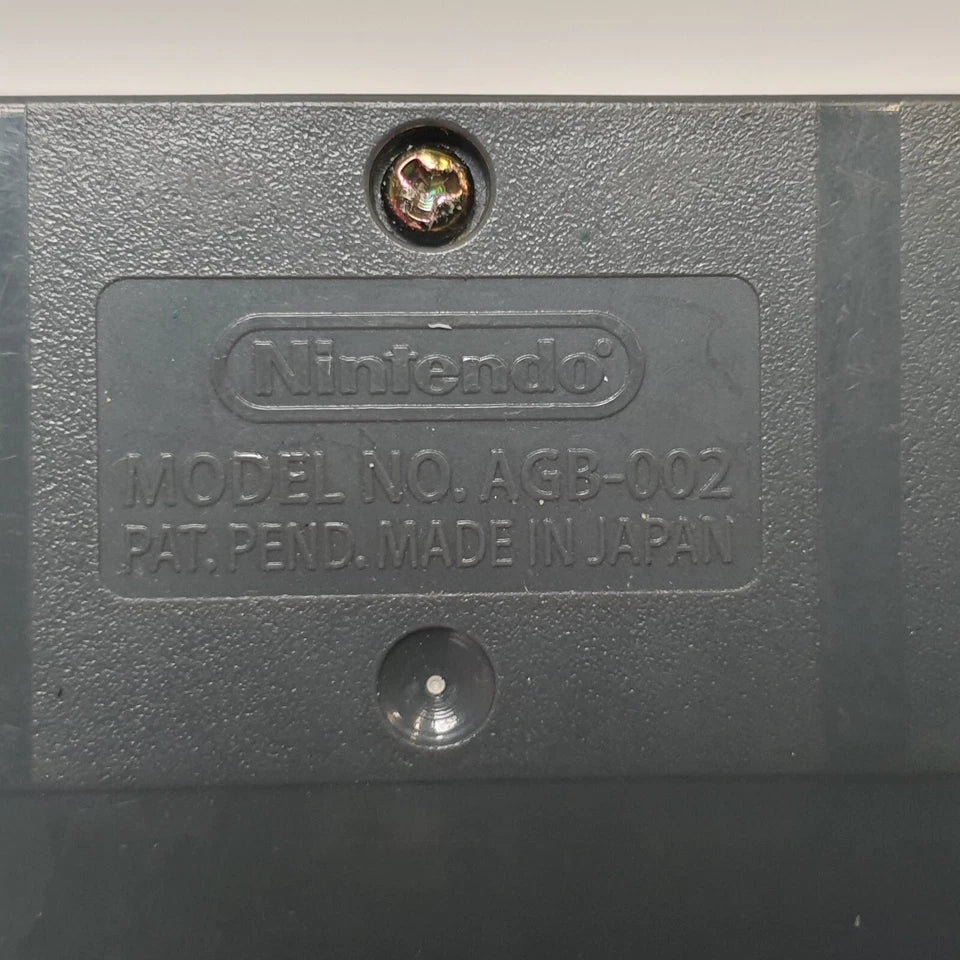 Nintendo
MODEL NO. AGB-002
PAT. PEND. MADE IN JAPAN